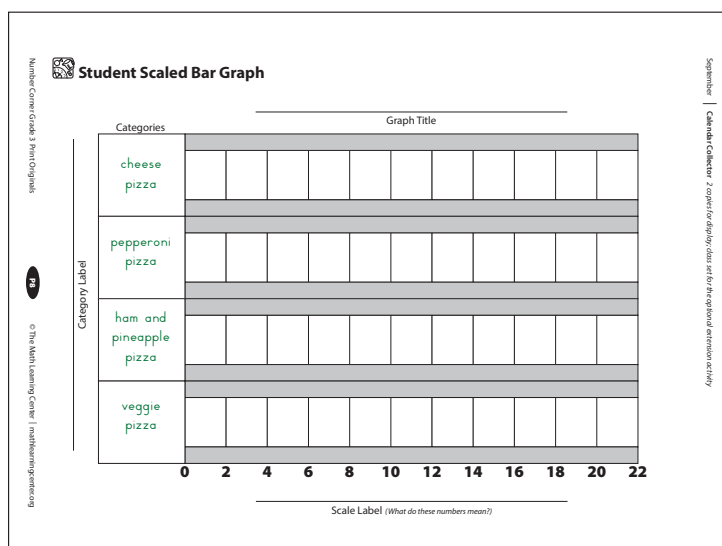 Student Scaled Bar Graph
Graph Title
Categories
cheese
pizza
pepperoni
pizza
ham and
pineapple
pizza
veggie
pizza
Category Label
0 2 4 6 8 10 12 14 16 18 20 22
Scale Label (What do these numbers mean?)
Number Corner Grade 3 Print Originals
P8
© The Math Learning Center | mathlearningcenter.org
September | Calendar Collector 2 copies for display; class set for the optional extension activity